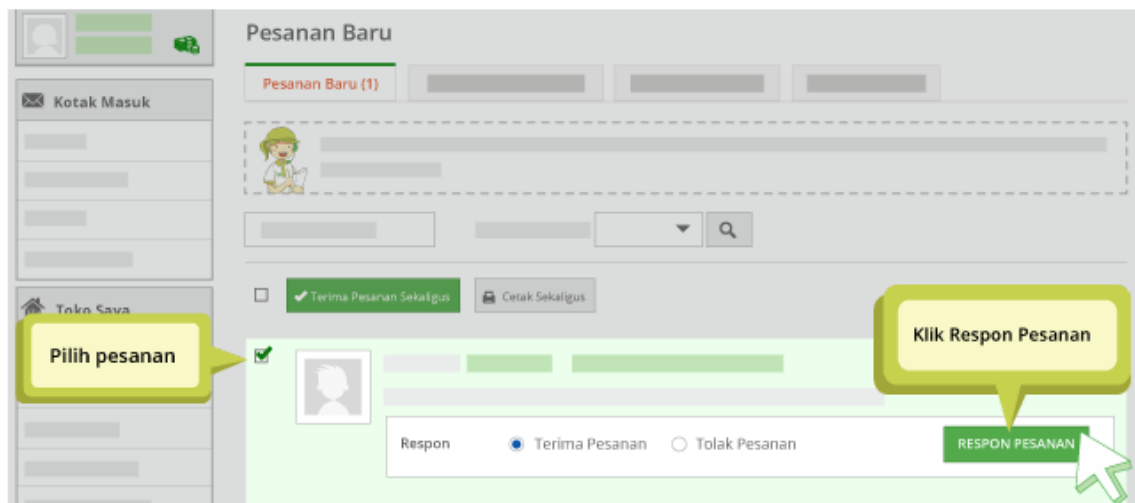 Pesanan Baru
Pesanan Baru (1)
Kotak Masuk
Terima Pesanan Sekaligus
Cetak Sekaligus
Toko Saya
Klik Respon Pesanan
Pilih pesanan
Respon
Terima Pesanan
Tolak Pesanan
RESPON PESANAN